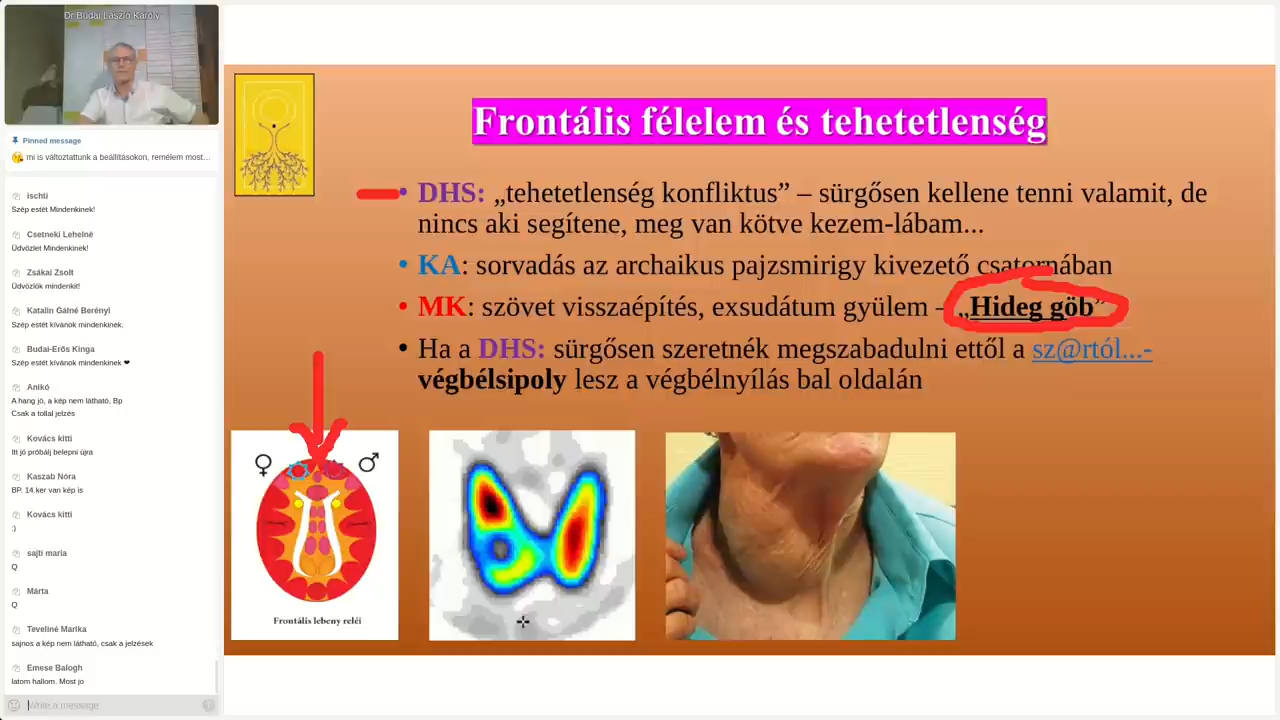 Dr Budai László Károly
Pinned message
mi is változtattunk a beállításokon, remélem most...
ischti
Szép estét Mindenkinek!
Csetneki Lehelné
Üdvözlet Mindenkinek!
Zsákai Zsolt
Üdvözlök mindenkit!
Katalin Gálné Berényi
Szép estét kívánok mindenkinek.
Budai-Erős Kinga
Szép estét kívánok mindenkinek ❤
Anikó
A hang jó, a kép nem látható, Bp
Csak a tollal jelzés
Kovács kitti
Itt jó próbálj belepni újra
Kaszab Nóra
BP. 14.ker van kép is
Kovács kitti
:)
sajti maria
Q
Márta
Q
Teveliné Marika
sajnos a kép nem látható, csak a jelzések
Emese Balogh
latom hallom. Most jo
Write a message
Frontális félelem és tehetetlenség
• DHS: „tehetetlenség konfliktus” – sürgősen kellene tenni valamit, de
nincs aki segítene, meg van kötve kezem-lábam...
• KA: sorvadás az archaikus pajzsmirigy kivezető csatornában
• MK: szövet visszaépítés, exsudátum gyülem – „Hideg göb”
• Ha a DHS: sürgősen szeretnék megszabadulni ettől a sz@rtól...-
végbélsipoly lesz a végbélnyílás bal oldalán
♀ ♂
Frontális lebeny reléi